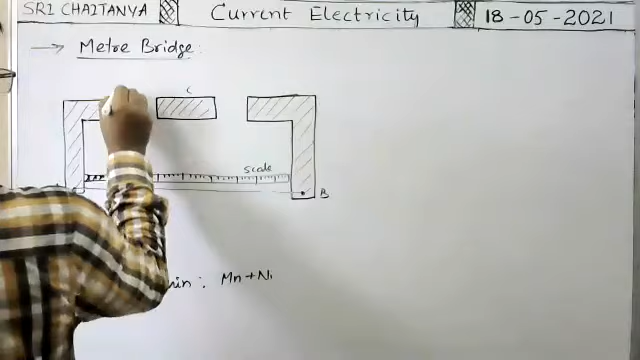 SRI CHAITANYA Current Electricity 18-05-2021
→ Metre Bridge:
C
Scale
B
: Mn + Ni